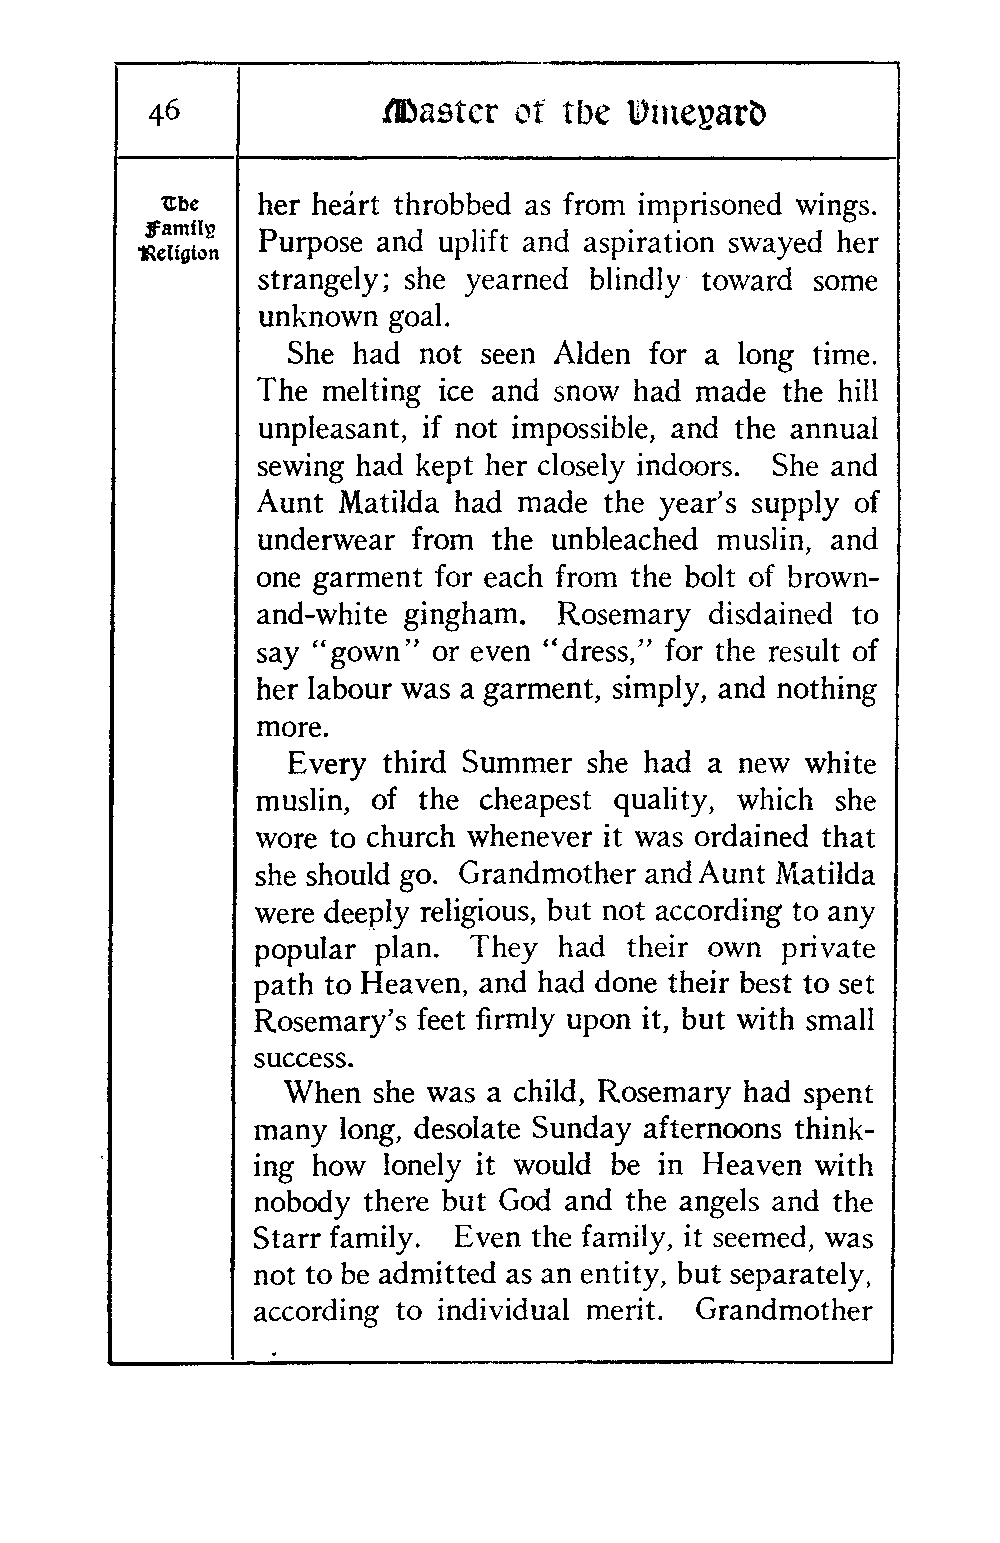 46
Master of the Vineyard
The
Family
Religion
her heart throbbed as from imprisoned wings.
Purpose and uplift and aspiration swayed her
strangely; she yearned blindly toward some
unknown goal.
She had not seen Alden for a long time.
The melting ice and snow had made the hill
unpleasant, if not impossible, and the annual
sewing had kept her closely indoors. She and
Aunt Matilda had made the year's supply of
underwear from the unbleached muslin, and
one garment for each from the bolt of brown-
and-white gingham. Rosemary disdained to
say "gown" or even "dress," for the result of
her labour was a garment, simply, and nothing
more.
Every third Summer she had a new white
muslin, of the cheapest quality, which she
wore to church whenever it was ordained that
she should go. Grandmother and Aunt Matilda
were deeply religious, but not according to any
popular plan. They had their own private
path to Heaven, and had done their best to set
Rosemary's feet firmly upon it, but with small
success.
When she was a child, Rosemary had spent
many long, desolate Sunday afternoons think-
ing how lonely it would be in Heaven with
nobody there but God and the angels and the
Starr family. Even the family, it seemed, was
not to be admitted as an entity, but separately,
according to individual merit. Grandmother